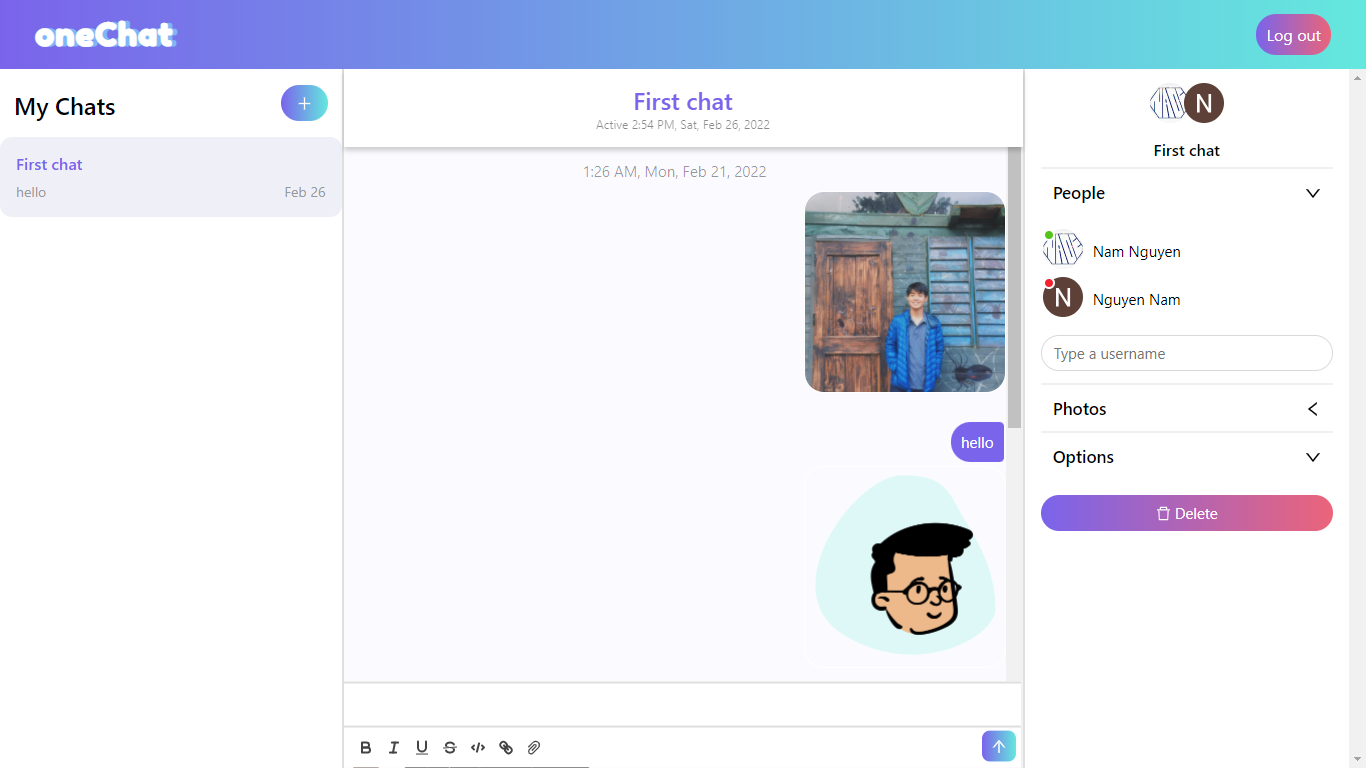 oneChat
Log out
My Chats
First chat
hello
Feb 26
First chat
Active 2:54 PM, Sat, Feb 26, 2022
1:26 AM, Mon, Feb 21, 2022
hello
N
First chat
People
Nam Nguyen
N
Nguyen Nam
Type a username
Photos
Options
Delete
B I U S